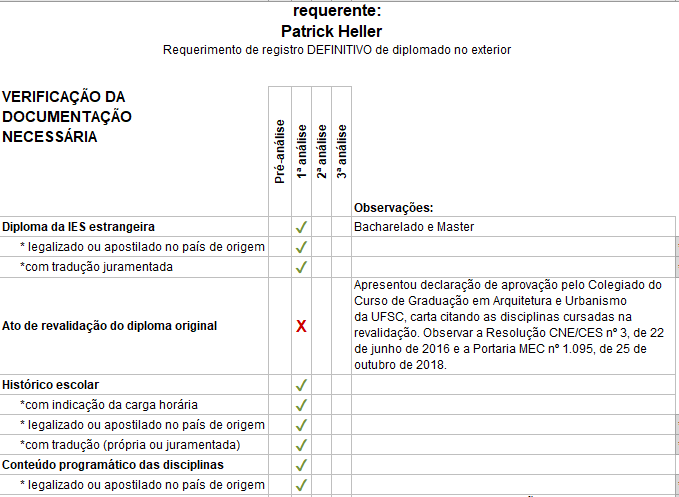 requerente:
Patrick Heller
Requerimento de registro DEFINITIVO de diplomado no exterior
VERIFICAÇÃO DA
DOCUMENTAÇÃO
NECESSÁRIA
Pré-análise
1ª análise
2ª análise
3ª análise
Observações:
Diploma da IES estrangeira
Bacharelado e Master
* legalizado ou apostilado no país de origem
*com tradução juramentada
Ato de revalidação do diploma original
X
Apresentou declaração de aprovação pelo Colegiado do
Curso de Graduação em Arquitetura e Urbanismo
da UFSC, carta citando as disciplinas cursadas na
revalidação. Observar a Resolução CNE/CES nº 3, de 22
de junho de 2016 e a Portaria MEC nº 1.095, de 25 de
outubro de 2018.
Histórico escolar
*com indicação da carga horária
* legalizado ou apostilado no país de origem
*com tradução (própria ou juramentada)
Conteúdo programático das disciplinas
* legalizado ou apostilado no país de origem